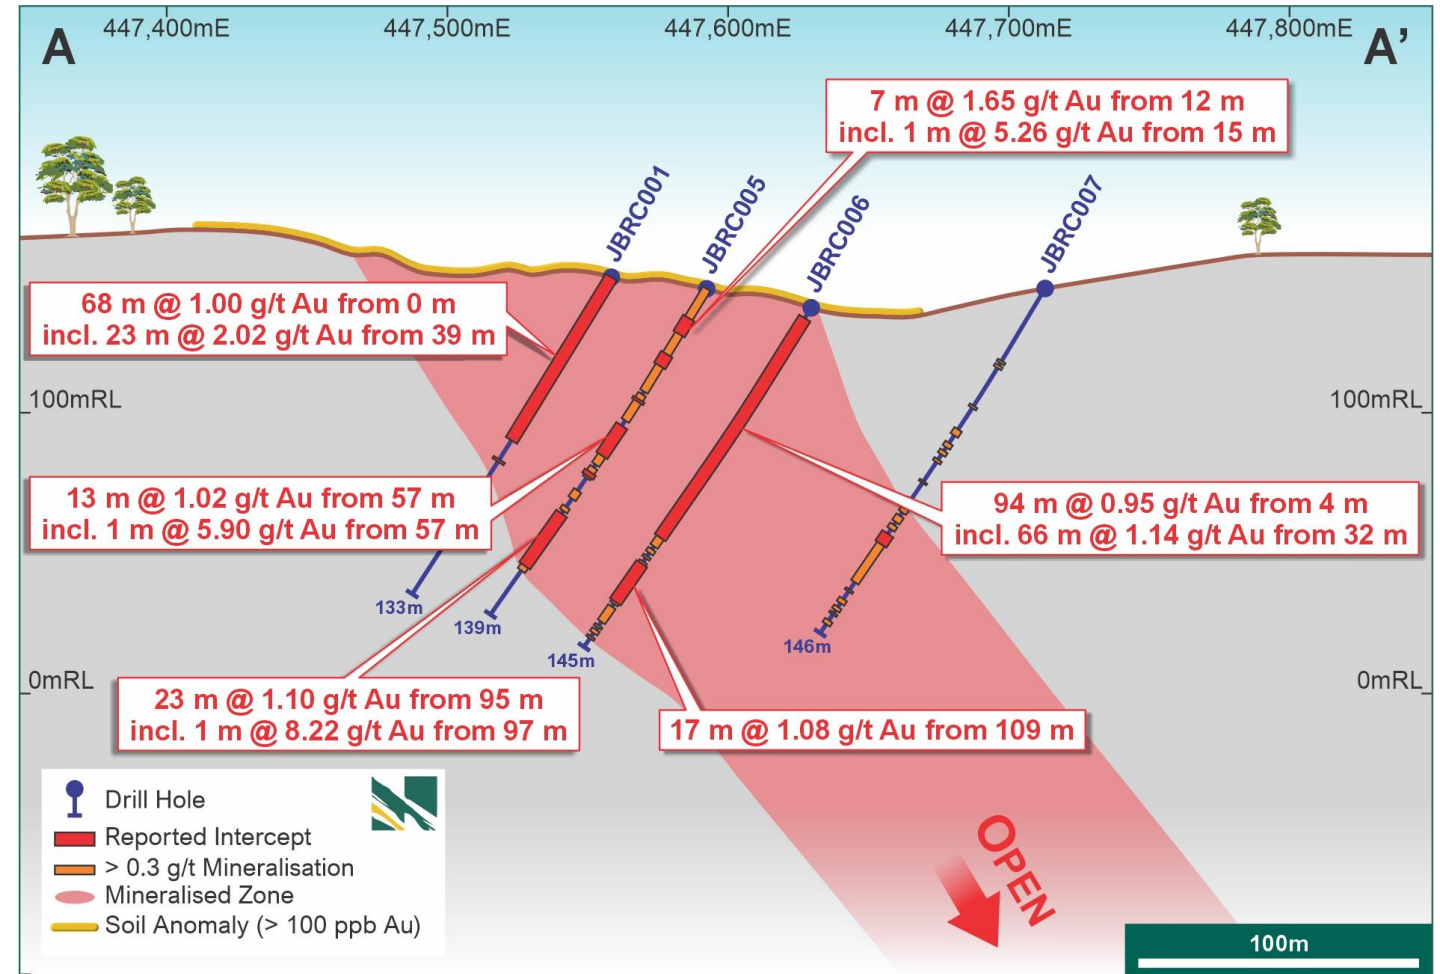 447,400mE
447,500mE
447,600mE
447,700mE
447,800mE
A
A’
7 m @ 1.65 g/t Au from 12 m
incl. 1 m @ 5.26 g/t Au from 15 m
JBRC001
JBRC005
JBRC006
JBRC007
68 m @ 1.00 g/t Au from 0 m
incl. 23 m @ 2.02 g/t Au from 39 m
100mRL
100mRL
13 m @ 1.02 g/t Au from 57 m
incl. 1 m @ 5.90 g/t Au from 57 m
94 m @ 0.95 g/t Au from 4 m
incl. 66 m @ 1.14 g/t Au from 32 m
133m
139m
145m
146m
0mRL
0mRL
23 m @ 1.10 g/t Au from 95 m
incl. 1 m @ 8.22 g/t Au from 97 m
17 m @ 1.08 g/t Au from 109 m
Drill Hole
Reported Intercept
> 0.3 g/t Mineralisation
Mineralised Zone
Soil Anomaly (> 100 ppb Au)
OPEN
100m